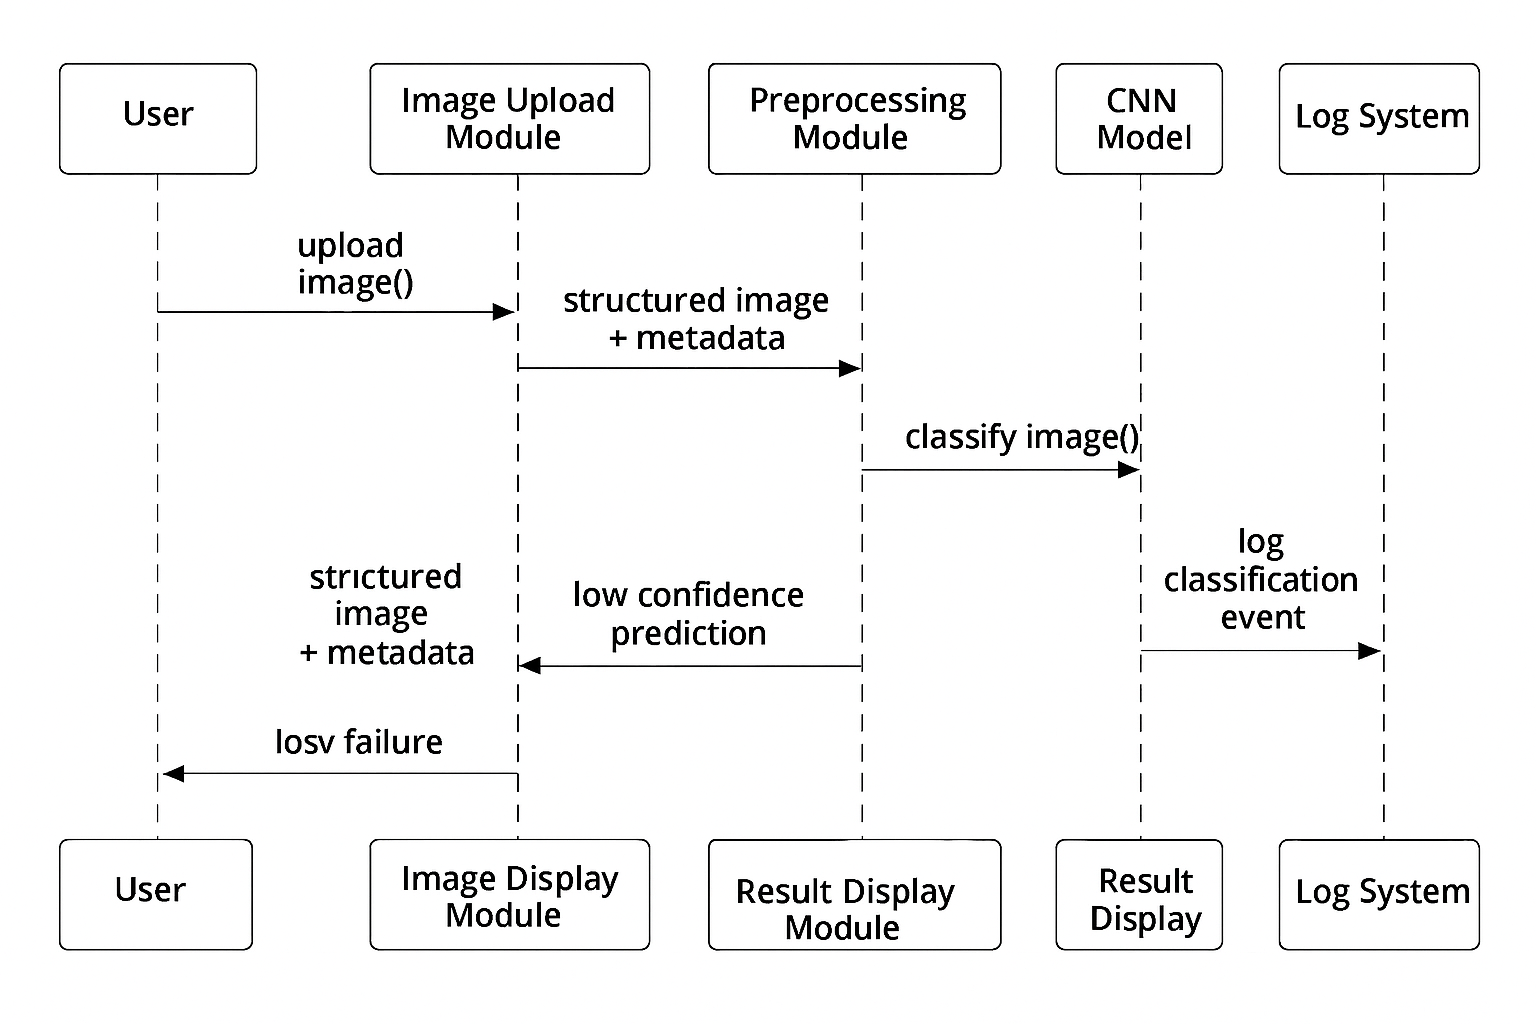 User
Image Upload
Module
Preprocessing
Module
CNN
Model
Log System
upload
image()
structured image
+ metadata
classify image()
log
classification
event
strıctured
image
+ metadata
low confidence
prediction
losv failure
User
Image Display
Module
Result Display
Module
Result
Display
Log System